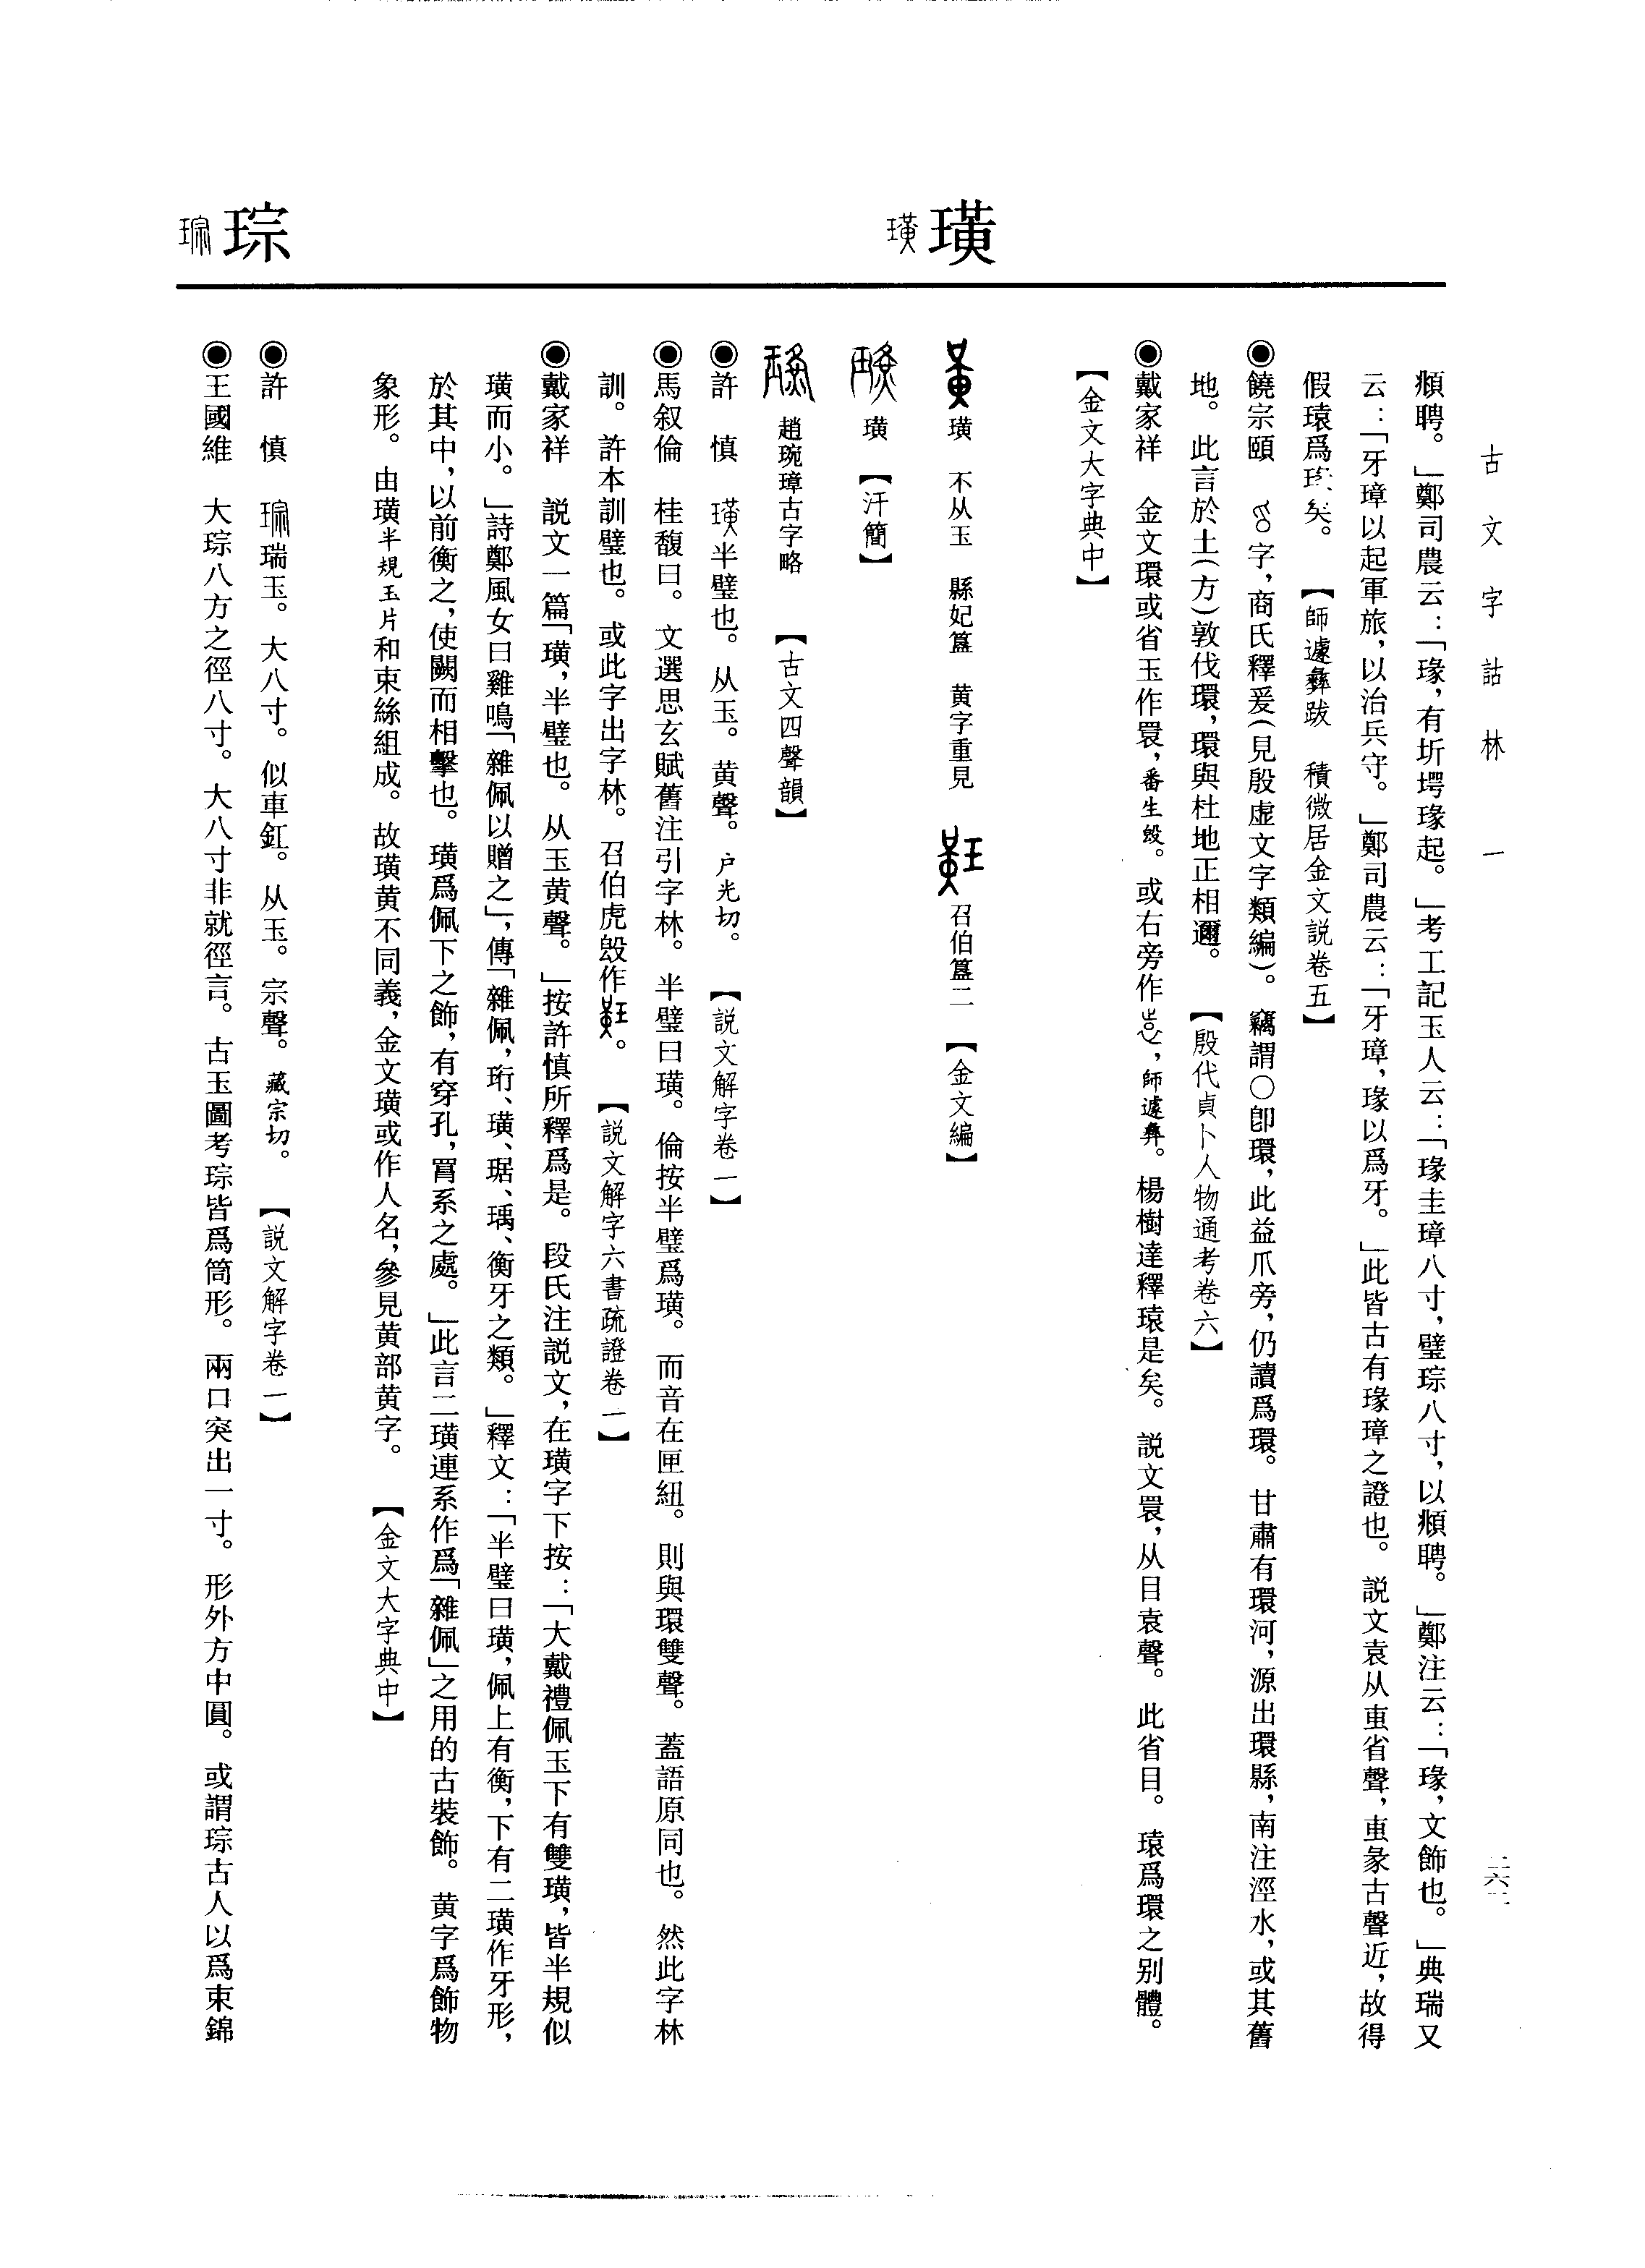 古文字詁林 一
璜
琮
頫聘。」鄭司農云:「瑑,有圻堮瑑起。」考工記玉人云:「瑑圭璋八寸,璧琮八寸,以頫聘。」鄭注云:「瑑,文飾也。」典瑞又
云:「牙璋以起軍旅,以治兵守。」鄭司農云:「牙璋,瑑以爲牙。」此皆古有瑑璋之證也。説文袁从叀省聲,叀彖古聲近,故得
假瑗爲瑑矣。 【師遽彝跋 積微居金文説卷五】
◉饒宗頤 字,商氏釋爰(見殷虚文字類編)。 竊謂〇卽環,此益爪旁,仍讀爲環。甘肅有環河,源出環縣,南注涇水,或其舊
地。此言於土(方)敦伐環,環與杜地正相邇。 【殷代貞卜人物通考卷六】
◉戴家祥 金文環或省玉作睘,番生𣪘。或右旁作,師遽彝。楊樹達釋瑗是矣。説文睘,从目袁聲。此省目。瑗爲環之别體。
【金文大字典中】
璜 不从玉 縣妃簋 黄字重見 召伯簋二 【金文編】
璜 【汗簡】
趙琬璋古字略 【古文四聲韻】
◉許 慎 半璧也。从玉。黄聲。户光切。 【説文解字卷一】
◉馬叙倫 桂馥曰。文選思玄賦舊注引字林。半璧曰璜。倫按半璧爲璜。而音在匣紐。則與環雙聲。蓋語原同也。然此字林
訓。許本訓璧也。或此字出字林。召伯虎𣪘作。 【説文解字六書疏證卷一】
◉戴家祥 説文一篇「璜,半璧也。从玉黄聲。」按許慎所釋爲是。段氏注説文,在璜字下按:「大戴禮佩玉下有雙璜,皆半規似
璜而小。」詩鄭風女曰雞鳴「雜佩以贈之」,傳「雜佩,珩、璜、琚、瑀、衡牙之類。」釋文:「半璧曰璜,佩上有衡,下有二璜作牙形,
於其中,以前衡之,使關而相擊也。璜爲佩下之飾,有穿孔,罥系之處。」此言二璜連系作爲「雜佩」之用的古裝飾。黄字爲飾物
象形。由璜半規玉片和束絲組成。故璜黄不同義,金文璜或作人名,參見黄部黄字。 【金文大字典中】
◉許 慎 瑞玉。大八寸。似車釭。从玉。宗聲。藏宗切。 【説文解字卷一】
◉王國維 大琮八方之徑八寸。大八寸非就徑言。古玉圖考琮皆爲筒形。兩口突出一寸。形外方中圓。或謂琮古人以爲束錦